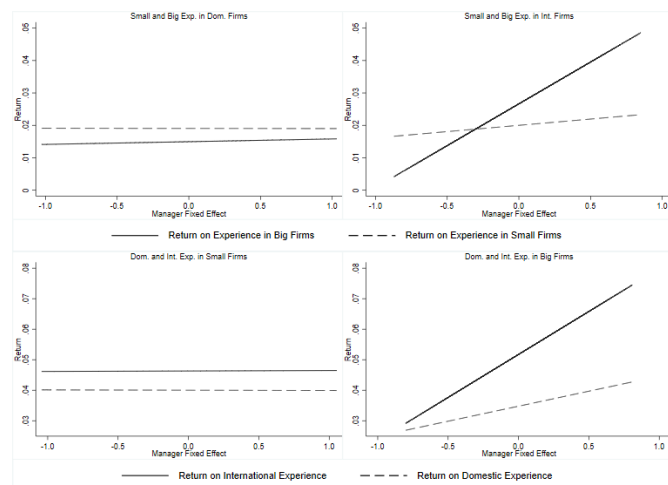 Small and Big Exp. in Dom. Firms
Small and Big Exp. in Int. Firms
.05
.04
.03
.02
.01
0
Return
-1.0
-0.5
0.0
0.5
1.0
Manager Fixed Effect
.05
.04
.03
.02
.01
0
Return
-1.0
-0.5
0.0
0.5
1.0
Manager Fixed Effect
Return on Experience in Big Firms
Return on Experience in Small Firms
Dom. and Int. Exp. in Small Firms
Dom. and Int. Exp. in Big Firms
.08
.07
.06
.05
.04
.03
Return
-1.0
-0.5
0.0
0.5
1.0
Manager Fixed Effect
.08
.07
.06
.05
.04
.03
Return
-1.0
-0.5
0.0
0.5
1.0
Manager Fixed Effect
Return on International Experience
Return on Domestic Experience